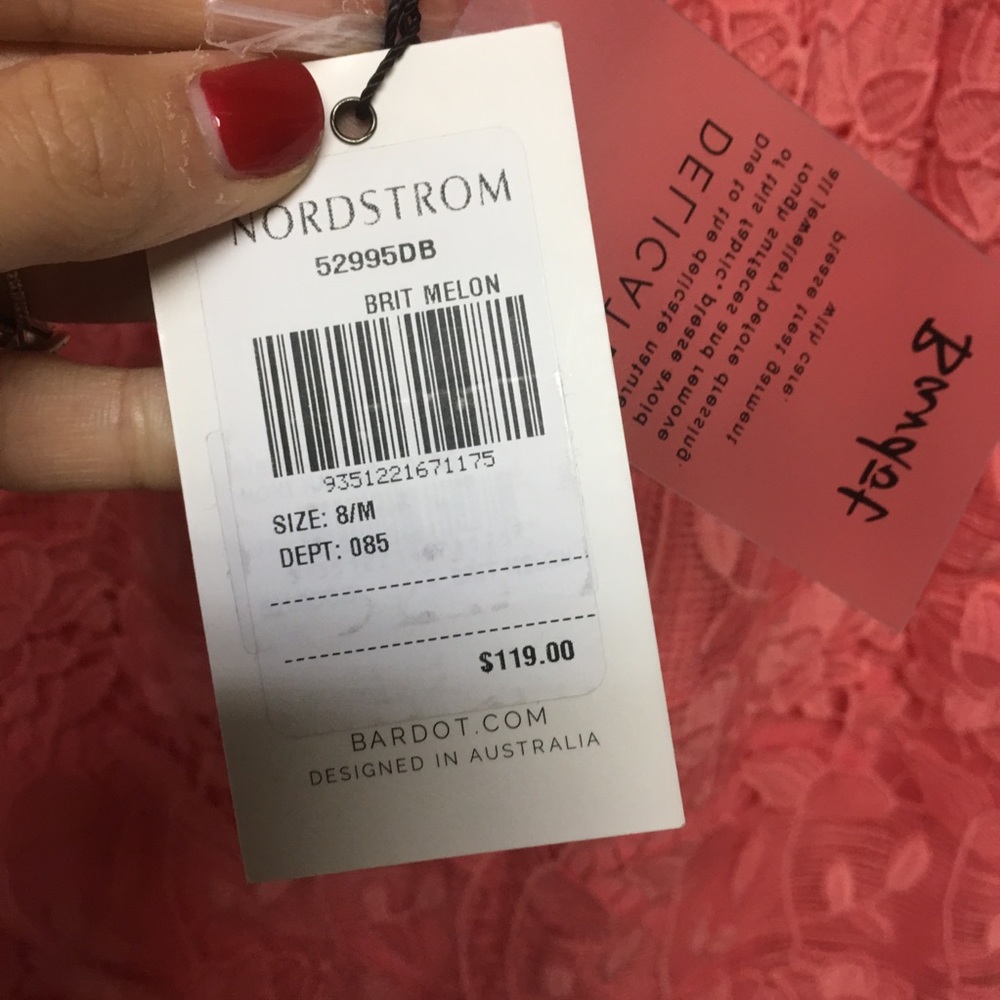 NORDSTROM
52995DB
BRIT MELON
9351221671175
SIZE: 8/M
DEPT: 085
$119.00
BARDOT.COM
DESIGNED IN AUSTRALIA
DELICAT
Due to the delicate nature
of this fabric, please avoid
rough surfaces and remove
all jewellery before dressing.
please treat garment
with care.
Bardot